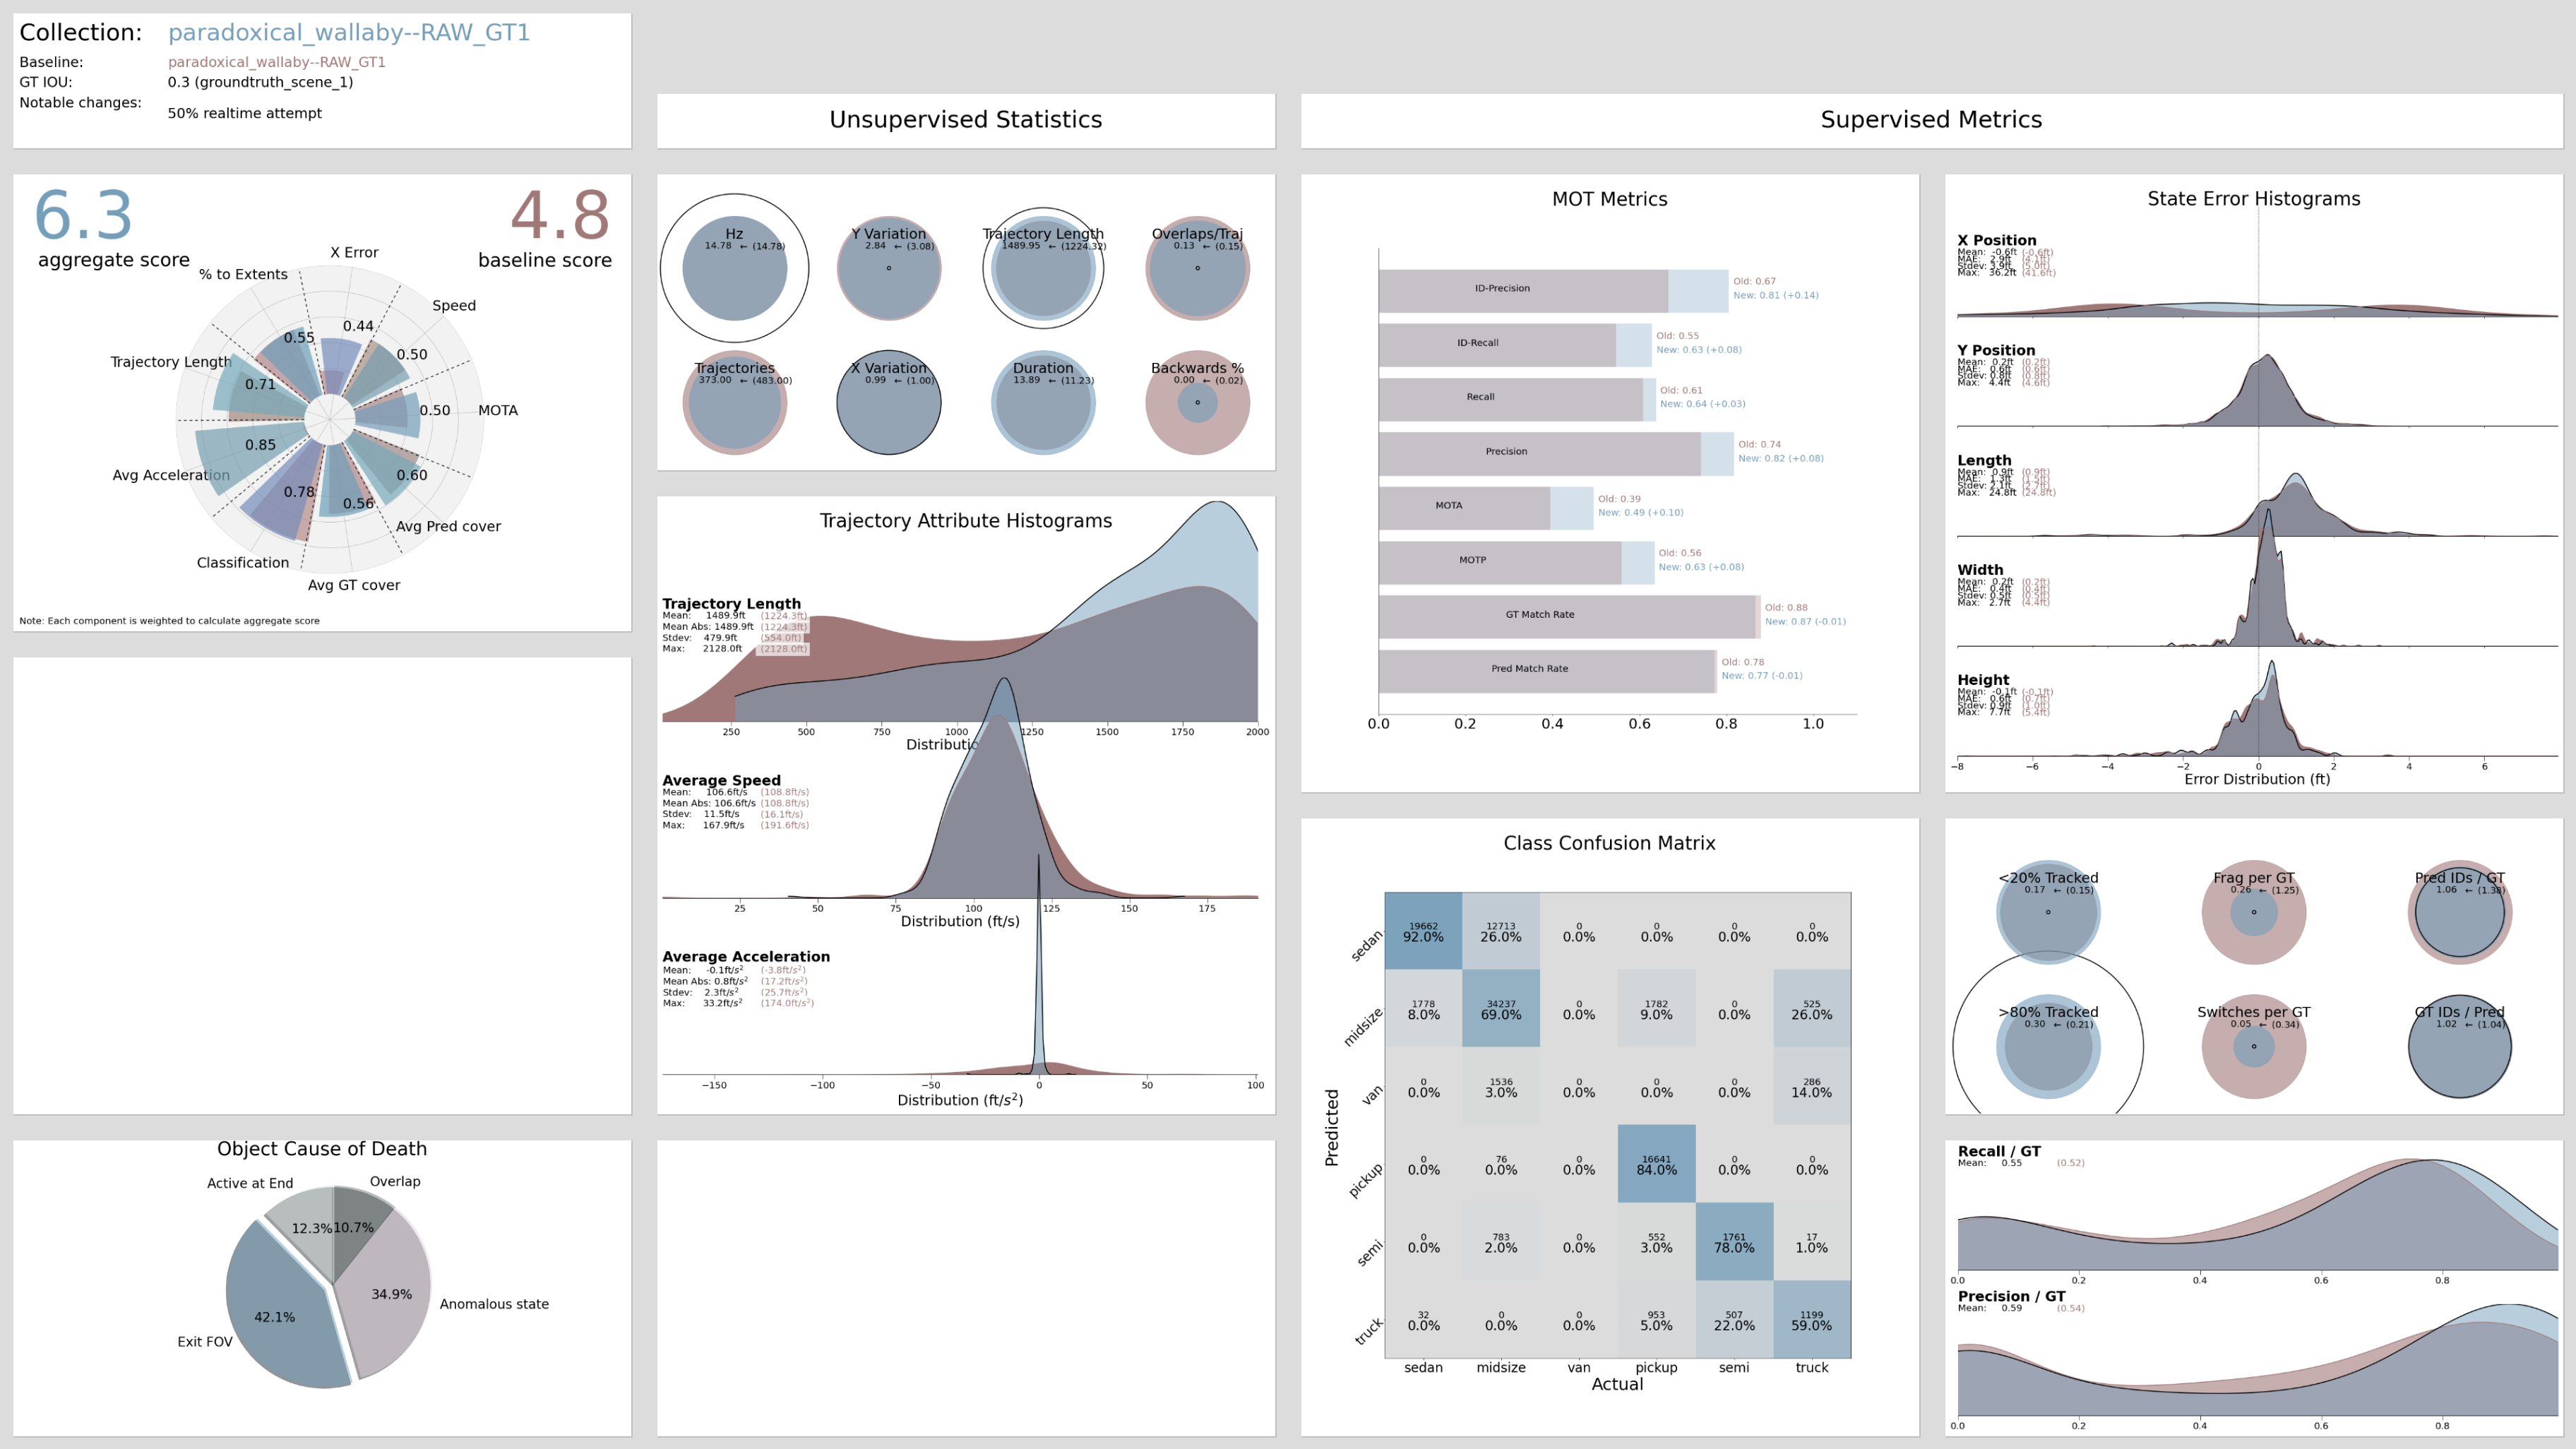 Collection: paradoxical_wallaby--RAW_GT1
Baseline: paradoxical_wallaby--RAW_GT1
GT IOU: 0.3 (groundtruth_scene_1)
Notable changes: 50% realtime attempt
6.3
aggregate score
4.8
baseline score
X Error
Speed
MOTA
Avg Pred cover
Avg GT cover
Classification
Avg Acceleration
Trajectory Length
% to Extents
0.44
0.50
0.50
0.60
0.56
0.78
0.85
0.71
0.55
Note: Each component is weighted to calculate aggregate score
Object Cause of Death
Active at End
Overlap
12.3%
10.7%
34.9%
Anomalous state
42.1%
Exit FOV
Unsupervised Statistics
Hz
14.78 ← (14.78)
Y Variation
2.84 ← (3.08)
Trajectory Length
1489.95 ← (1224.32)
Overlaps/Traj
0.13 ← (0.15)
Trajectories
373.00 ← (483.00)
X Variation
0.99 ← (1.00)
Duration
13.89 ← (11.23)
Backwards %
0.00 ← (0.02)
Trajectory Attribute Histograms
Trajectory Length
Mean: 1489.9ft (1224.3ft)
Mean Abs: 1489.9ft (1224.3ft)
Stdev: 479.9ft (554.0ft)
Max: 2128.0ft (2128.0ft)
250 500 750 1000 1250 1500 1750 2000
Average Speed
Mean: 106.6ft/s (108.8ft/s)
Mean Abs: 106.6ft/s (108.8ft/s)
Stdev: 11.5ft/s (16.1ft/s)
Max: 167.9ft/s (191.6ft/s)
25 50 75 100 125 150 175
Distribution (ft/s)
Average Acceleration
Mean: -0.1ft/s² (-3.8ft/s²)
Mean Abs: 0.8ft/s² (17.2ft/s²)
Stdev: 2.3ft/s² (25.7ft/s²)
Max: 33.2ft/s² (174.0ft/s²)
−150 −100 −50 0 50 100
Distribution (ft/s²)
Supervised Metrics
MOT Metrics
ID-Precision
Old: 0.67
New: 0.81 (+0.14)
ID-Recall
Old: 0.55
New: 0.63 (+0.08)
Recall
Old: 0.61
New: 0.64 (+0.03)
Precision
Old: 0.74
New: 0.82 (+0.08)
MOTA
Old: 0.39
New: 0.49 (+0.10)
MOTP
Old: 0.56
New: 0.63 (+0.08)
GT Match Rate
Old: 0.88
New: 0.87 (-0.01)
Pred Match Rate
Old: 0.78
New: 0.77 (-0.01)
0.0 0.2 0.4 0.6 0.8 1.0
Class Confusion Matrix
Predicted
sedan
19662 12713 0 0 0 0
92.0% 26.0% 0.0% 0.0% 0.0% 0.0%
midsize
1778 34237 0 1782 0 525
8.0% 69.0% 0.0% 9.0% 0.0% 26.0%
van
0 1536 0 0 0 286
0.0% 3.0% 0.0% 0.0% 0.0% 14.0%
pickup
0 76 0 16641 0 0
0.0% 0.0% 0.0% 84.0% 0.0% 0.0%
semi
0 783 0 552 1761 17
0.0% 2.0% 0.0% 3.0% 78.0% 1.0%
truck
32 0 0 953 507 1199
0.0% 0.0% 0.0% 5.0% 22.0% 59.0%
sedan midsize van pickup semi truck
Actual
State Error Histograms
X Position
Mean: -0.6ft (-0.6ft)
MAE: 2.9ft (4.1ft)
Stdev: 3.9ft (5.0ft)
Max: 36.2ft (41.6ft)
Y Position
Mean: 0.2ft (0.2ft)
MAE: 0.6ft (0.6ft)
Stdev: 0.8ft (0.8ft)
Max: 4.4ft (4.6ft)
Length
Mean: 0.9ft (0.9ft)
MAE: 1.3ft (1.5ft)
Stdev: 2.1ft (2.7ft)
Max: 24.8ft (24.8ft)
Width
Mean: 0.2ft (0.2ft)
MAE: 0.4ft (0.4ft)
Stdev: 0.5ft (0.5ft)
Max: 2.7ft (4.4ft)
Height
Mean: -0.1ft (-0.1ft)
MAE: 0.6ft (0.7ft)
Stdev: 0.9ft (1.0ft)
Max: 7.7ft (5.4ft)
−8 −6 −4 −2 0 2 4 6
Error Distribution (ft)
<20% Tracked
0.17 ← (0.15)
Frag per GT
0.26 ← (1.25)
Pred IDs / GT
1.06 ← (1.38)
>80% Tracked
0.30 ← (0.21)
Switches per GT
0.05 ← (0.34)
GT IDs / Pred
1.02 ← (1.04)
Recall / GT
Mean: 0.55 (0.52)
0.0 0.2 0.4 0.6 0.8
Precision / GT
Mean: 0.59 (0.54)
0.0 0.2 0.4 0.6 0.8